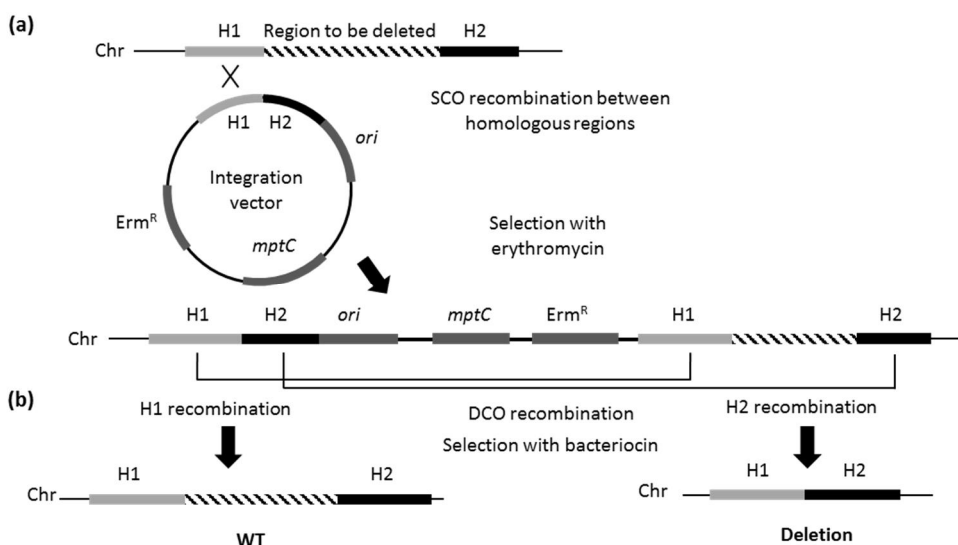 (a)
H1 Region to be deleted H2
Chr
SCO recombination between
homologous regions
H1 H2
ori
Integration
vector
Erm^R
mptC
Selection with
erythromycin
H1 H2 ori mptC Erm^R H1 H2
Chr
(b)
H1 recombination
DCO recombination
H2 recombination
Selection with bacteriocin
H1 H2
Chr
WT
H1 H2
Chr
Deletion